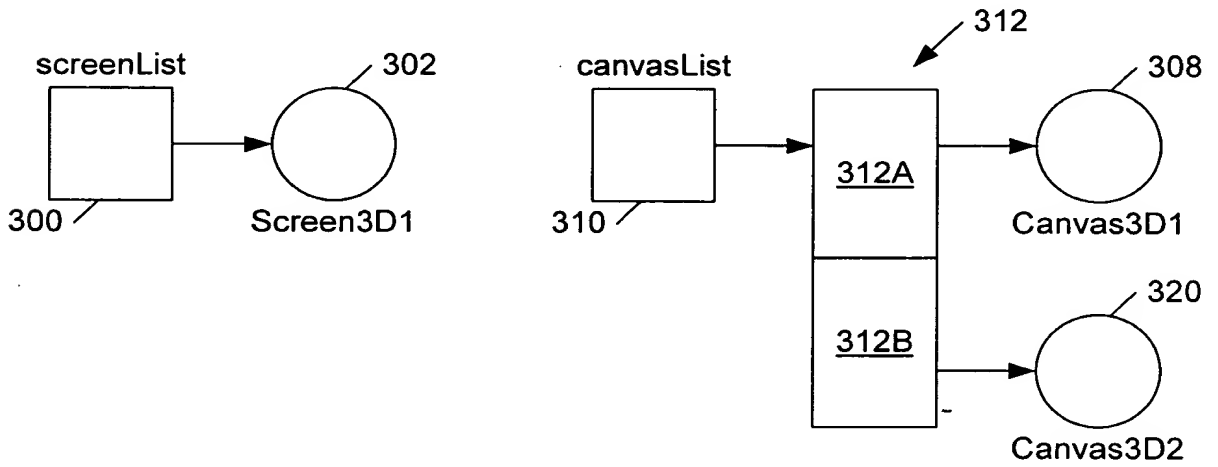 312
screenList
302
canvasList
308
312A
300
Screen3D1
310
Canvas3D1
320
312B
Canvas3D2